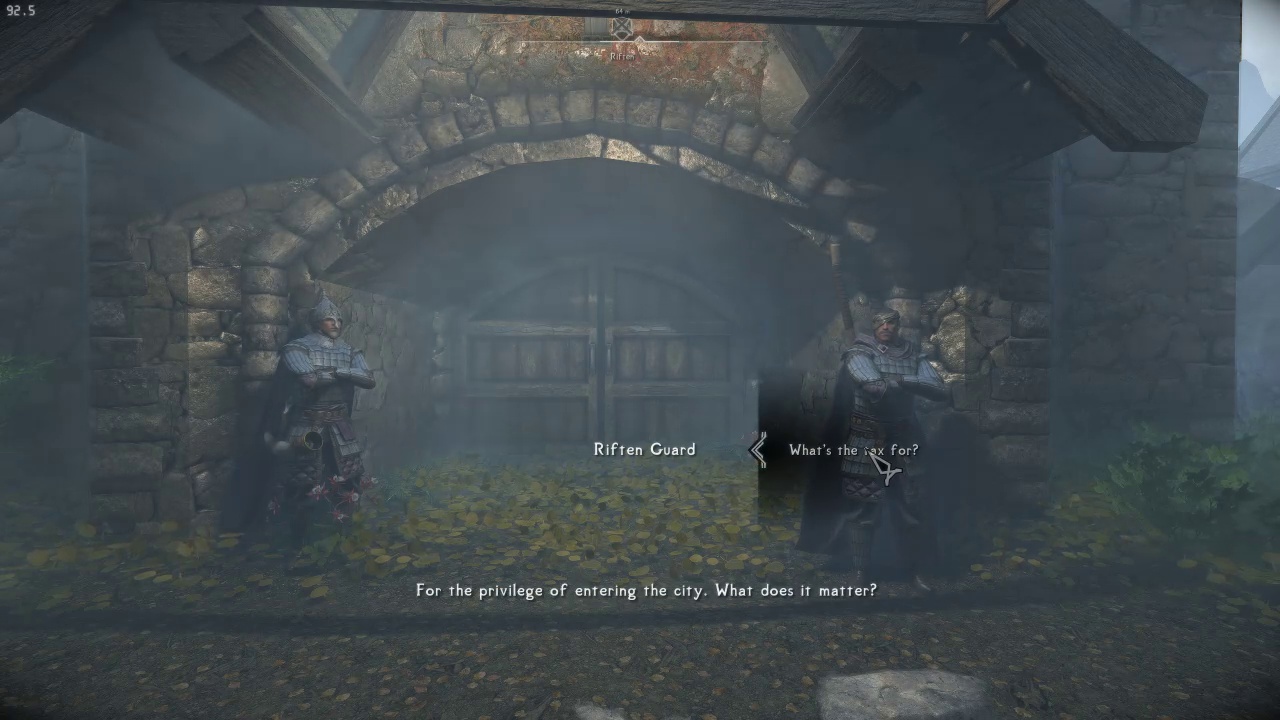 92.5
64 m
Riften
Riften Guard
What's the tax for?
For the privilege of entering the city. What does it matter?